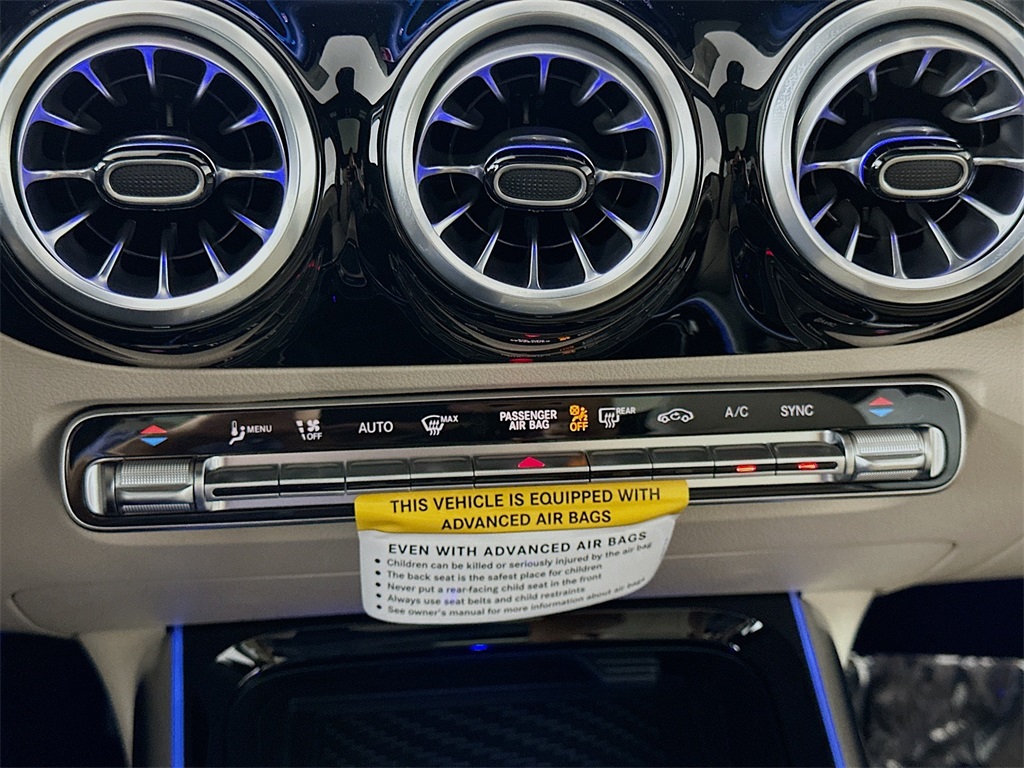 MENU
OFF
AUTO
MAX
PASSENGER
AIR BAG
OFF
REAR
A/C
SYNC
THIS VEHICLE IS EQUIPPED WITH
ADVANCED AIR BAGS
EVEN WITH ADVANCED AIR BAGS
• Children can be killed or seriously injured by the air bag
• The back seat is the safest place for children
• Never put a rear-facing child seat in the front
• Always use seat belts and child restraints
• See owner's manual for more information about air bags